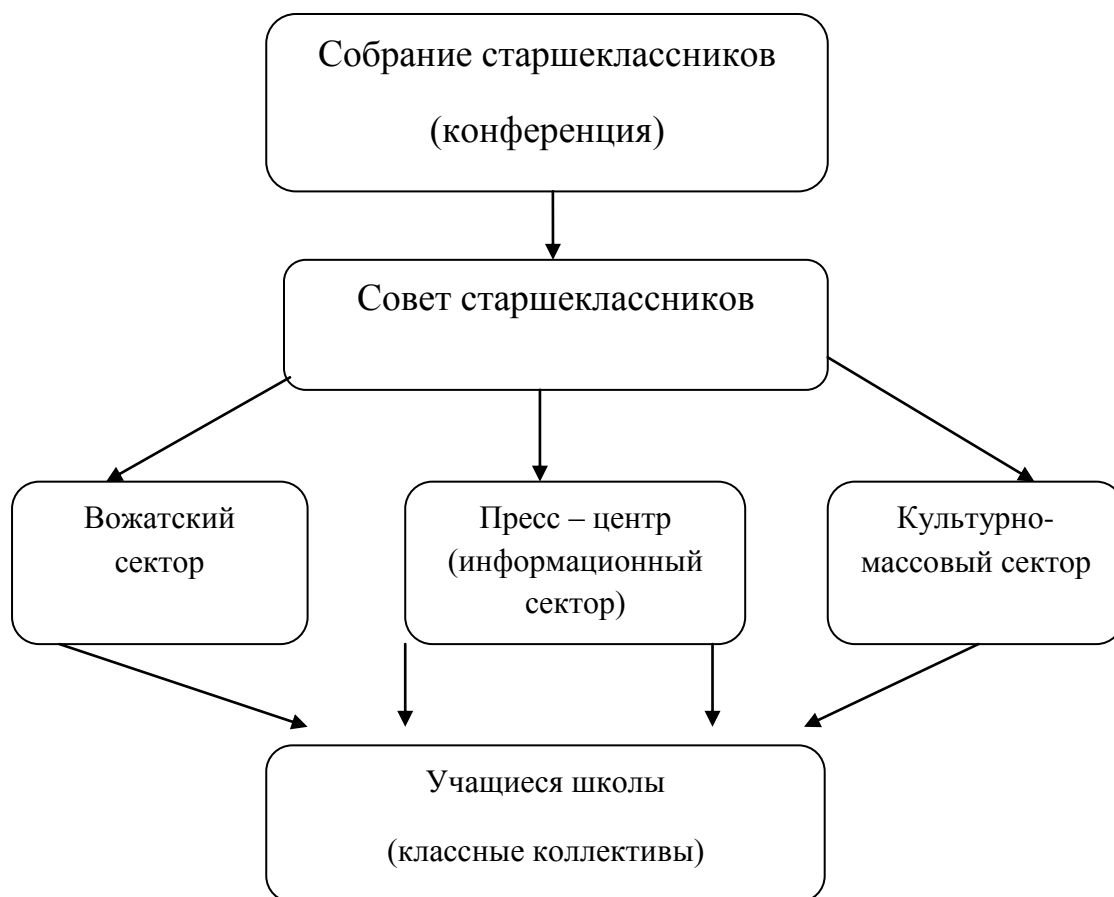 Собрание старшеклассников
(конференция)
Совет старшеклассников
Вожатский
сектор
Пресс – центр
(информационный
сектор)
Культурно-
массовый сектор
Учащиеся школы
(классные коллективы)